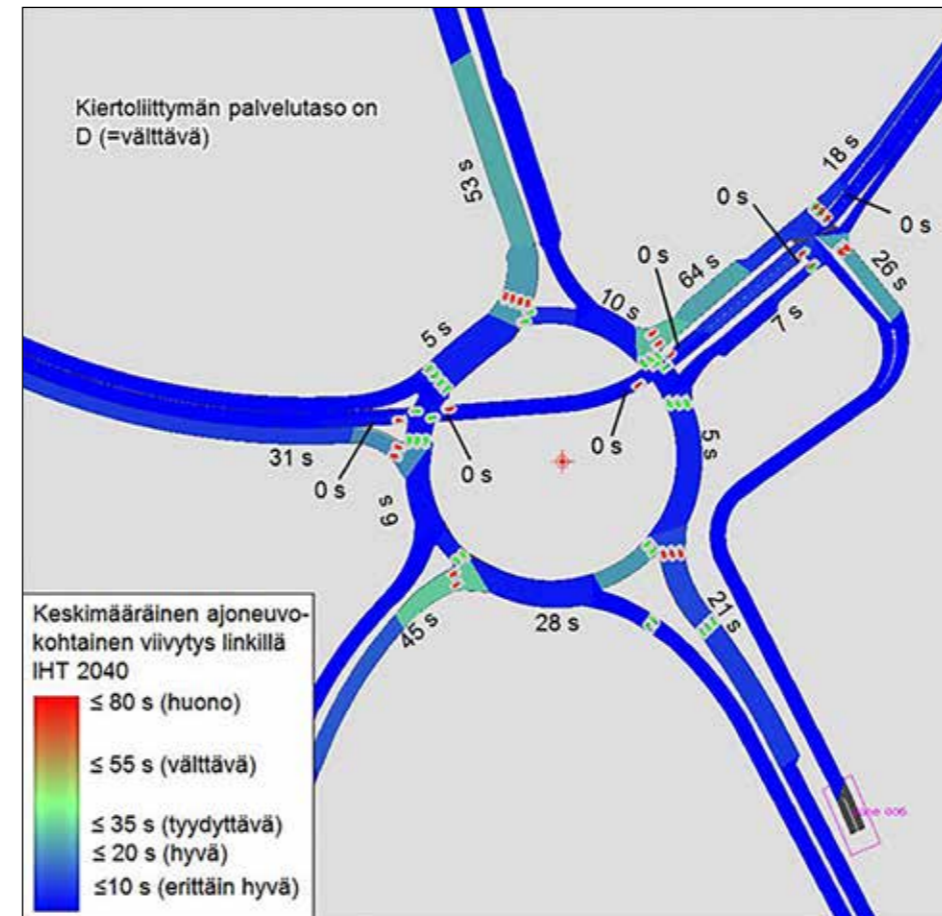 Kiertoliittymän palvelutaso on
D (=välttävä)
53 s
18 s
0 s
0 s
0 s
64 s
26 s
10 s
7 s
5 s
5 s
0 s
0 s
31 s
0 s
9 s
45 s
28 s
21 s
Keskimääräinen ajoneuvo-
kohtainen viivytys linkillä
IHT 2040
≤ 80 s (huono)
≤ 55 s (välttävä)
≤ 35 s (tyydyttävä)
≤ 20 s (hyvä)
≤10 s (erittäin hyvä)